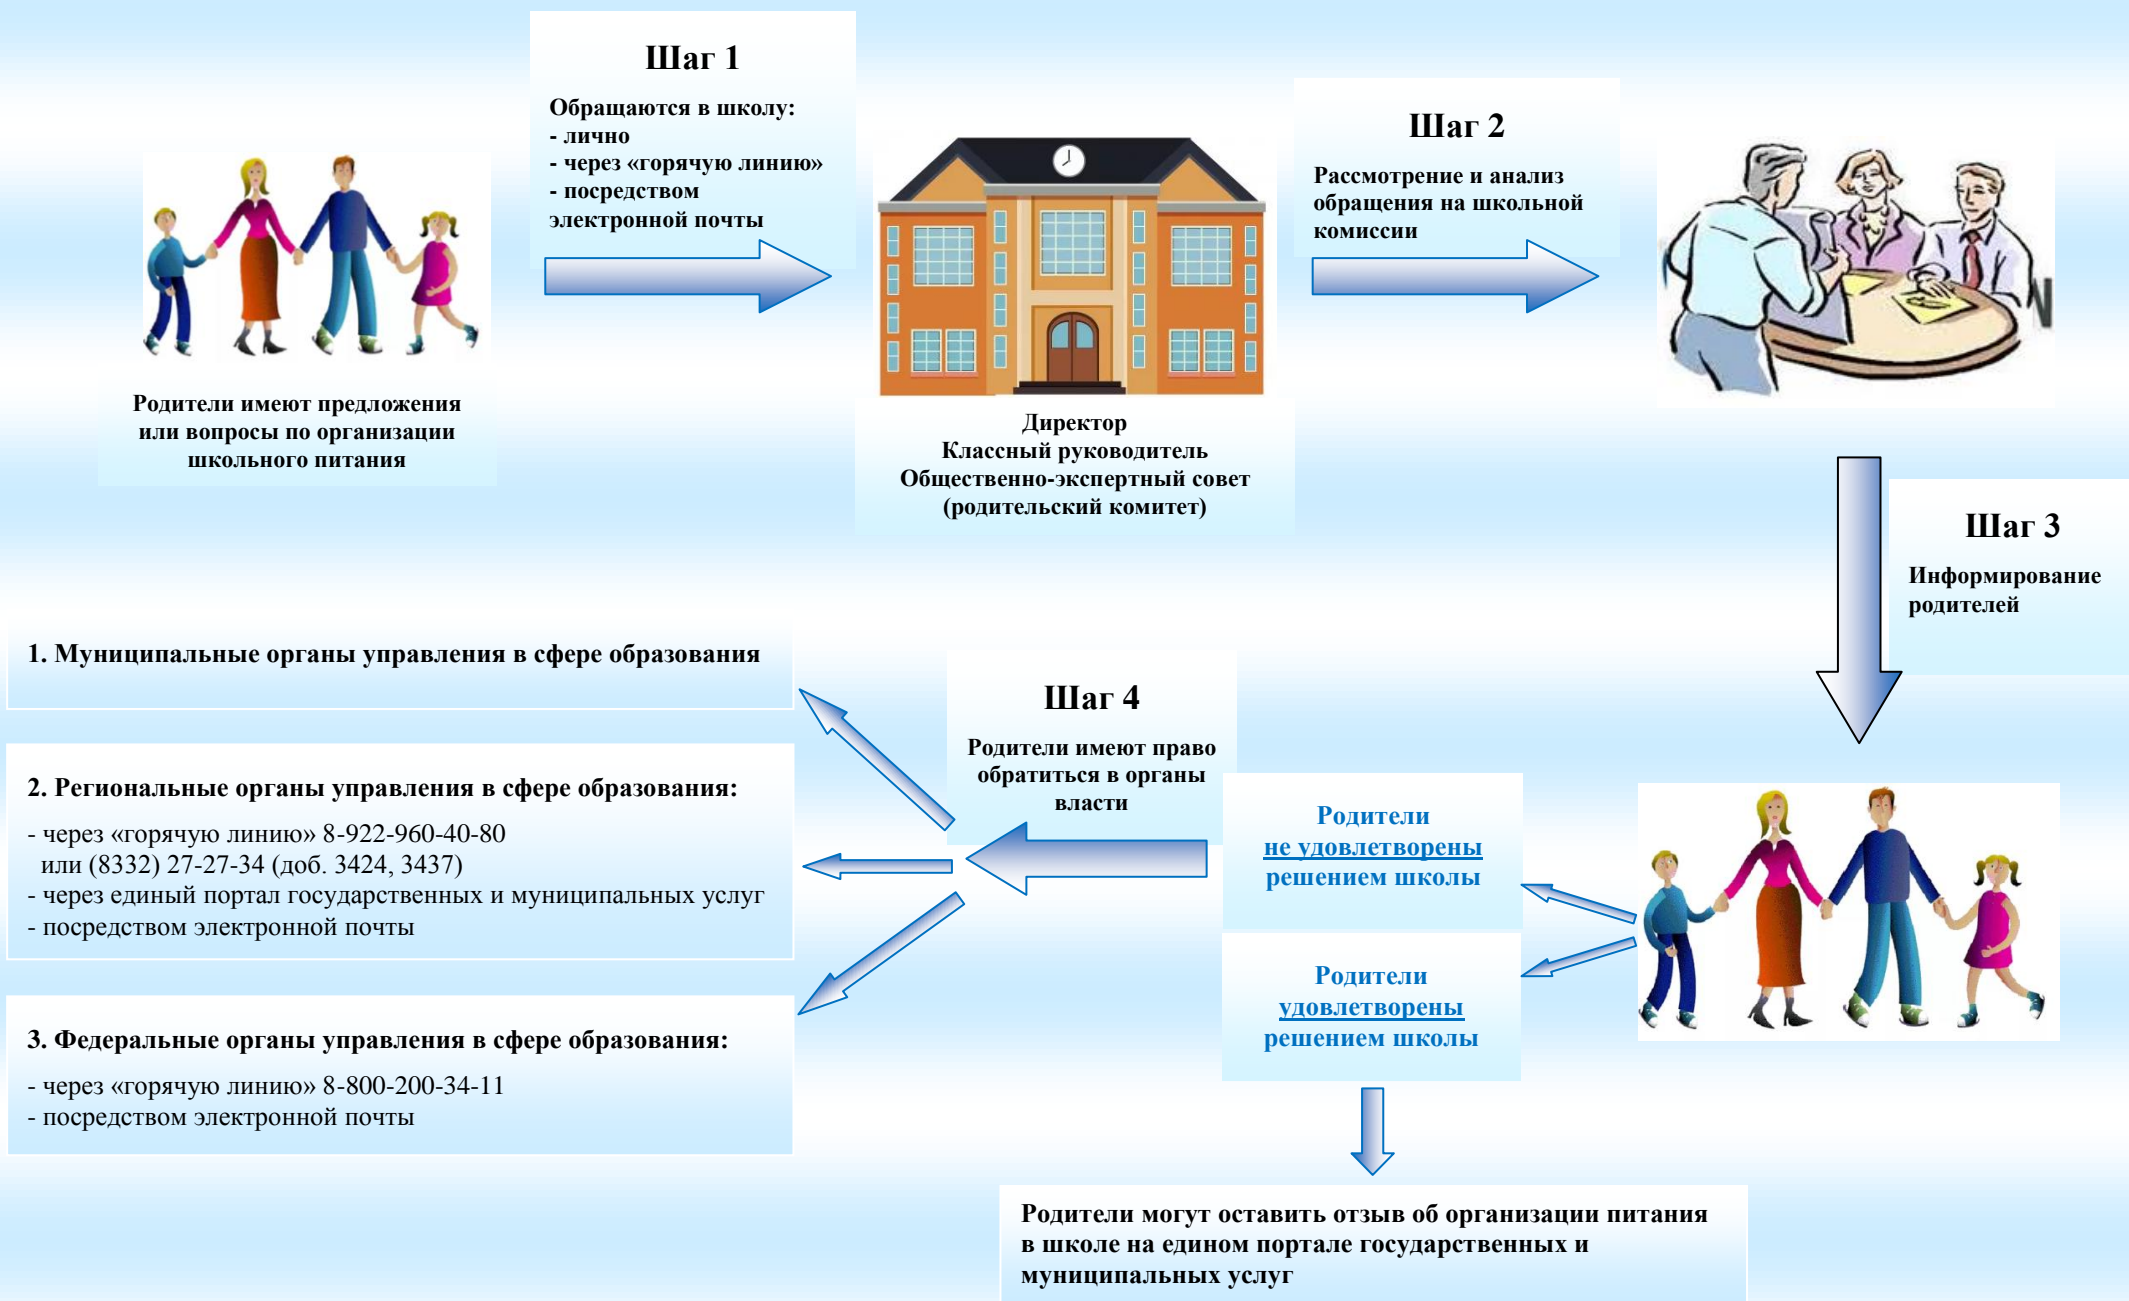 Шаг 1
Обращаются в школу:
- лично
- через «горячую линию»
- посредством
электронной почты
Родители имеют предложения
или вопросы по организации
школьного питания
Директор
Классный руководитель
Общественно-экспертный совет
(родительский комитет)
Шаг 2
Рассмотрение и анализ
обращения на школьной
комиссии
Шаг 3
Информирование
родителей
Родители
не удовлетворены
решением школы
Родители
удовлетворены
решением школы
Шаг 4
Родители имеют право
обратиться в органы
власти
1. Муниципальные органы управления в сфере образования
2. Региональные органы управления в сфере образования:
- через «горячую линию» 8-922-960-40-80
или (8332) 27-27-34 (доб. 3424, 3437)
- через единый портал государственных и муниципальных услуг
- посредством электронной почты
3. Федеральные органы управления в сфере образования:
- через «горячую линию» 8-800-200-34-11
- посредством электронной почты
Родители могут оставить отзыв об организации питания
в школе на едином портале государственных и
муниципальных услуг